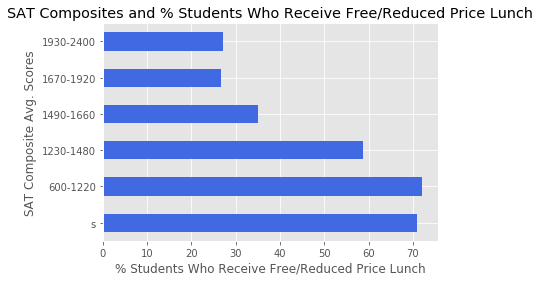 SAT Composites and % Students Who Receive Free/Reduced Price Lunch
SAT Composite Avg. Scores
1930-2400
1670-1920
1490-1660
1230-1480
600-1220
s
0 10 20 30 40 50 60 70
% Students Who Receive Free/Reduced Price Lunch